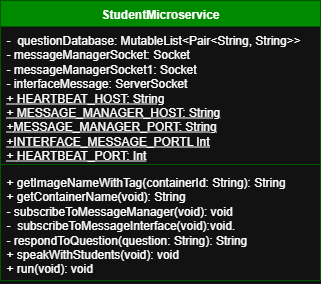 StudentMicroservice
- questionDatabase: MutableList<Pair<String, String>>
- messageManagerSocket: Socket
- messageManagerSocket1: Socket
- interfaceMessage: ServerSocket
+ HEARTBEAT_HOST: String
+ MESSAGE_MANAGER_HOST: String
+MESSAGE_MANAGER_PORT: String
+INTERFACE_MESSAGE_PORTL Int
+ HEARTBEAT_PORT: Int
+ getImageNameWithTag(containerId: String): String
+ getContainerName(void): String
- subscribeToMessageManager(void): void
- subscribeToMessageInterface(void):void.
- respondToQuestion(question: String): String
+ speakWithStudents(void): void
+ run(void): void